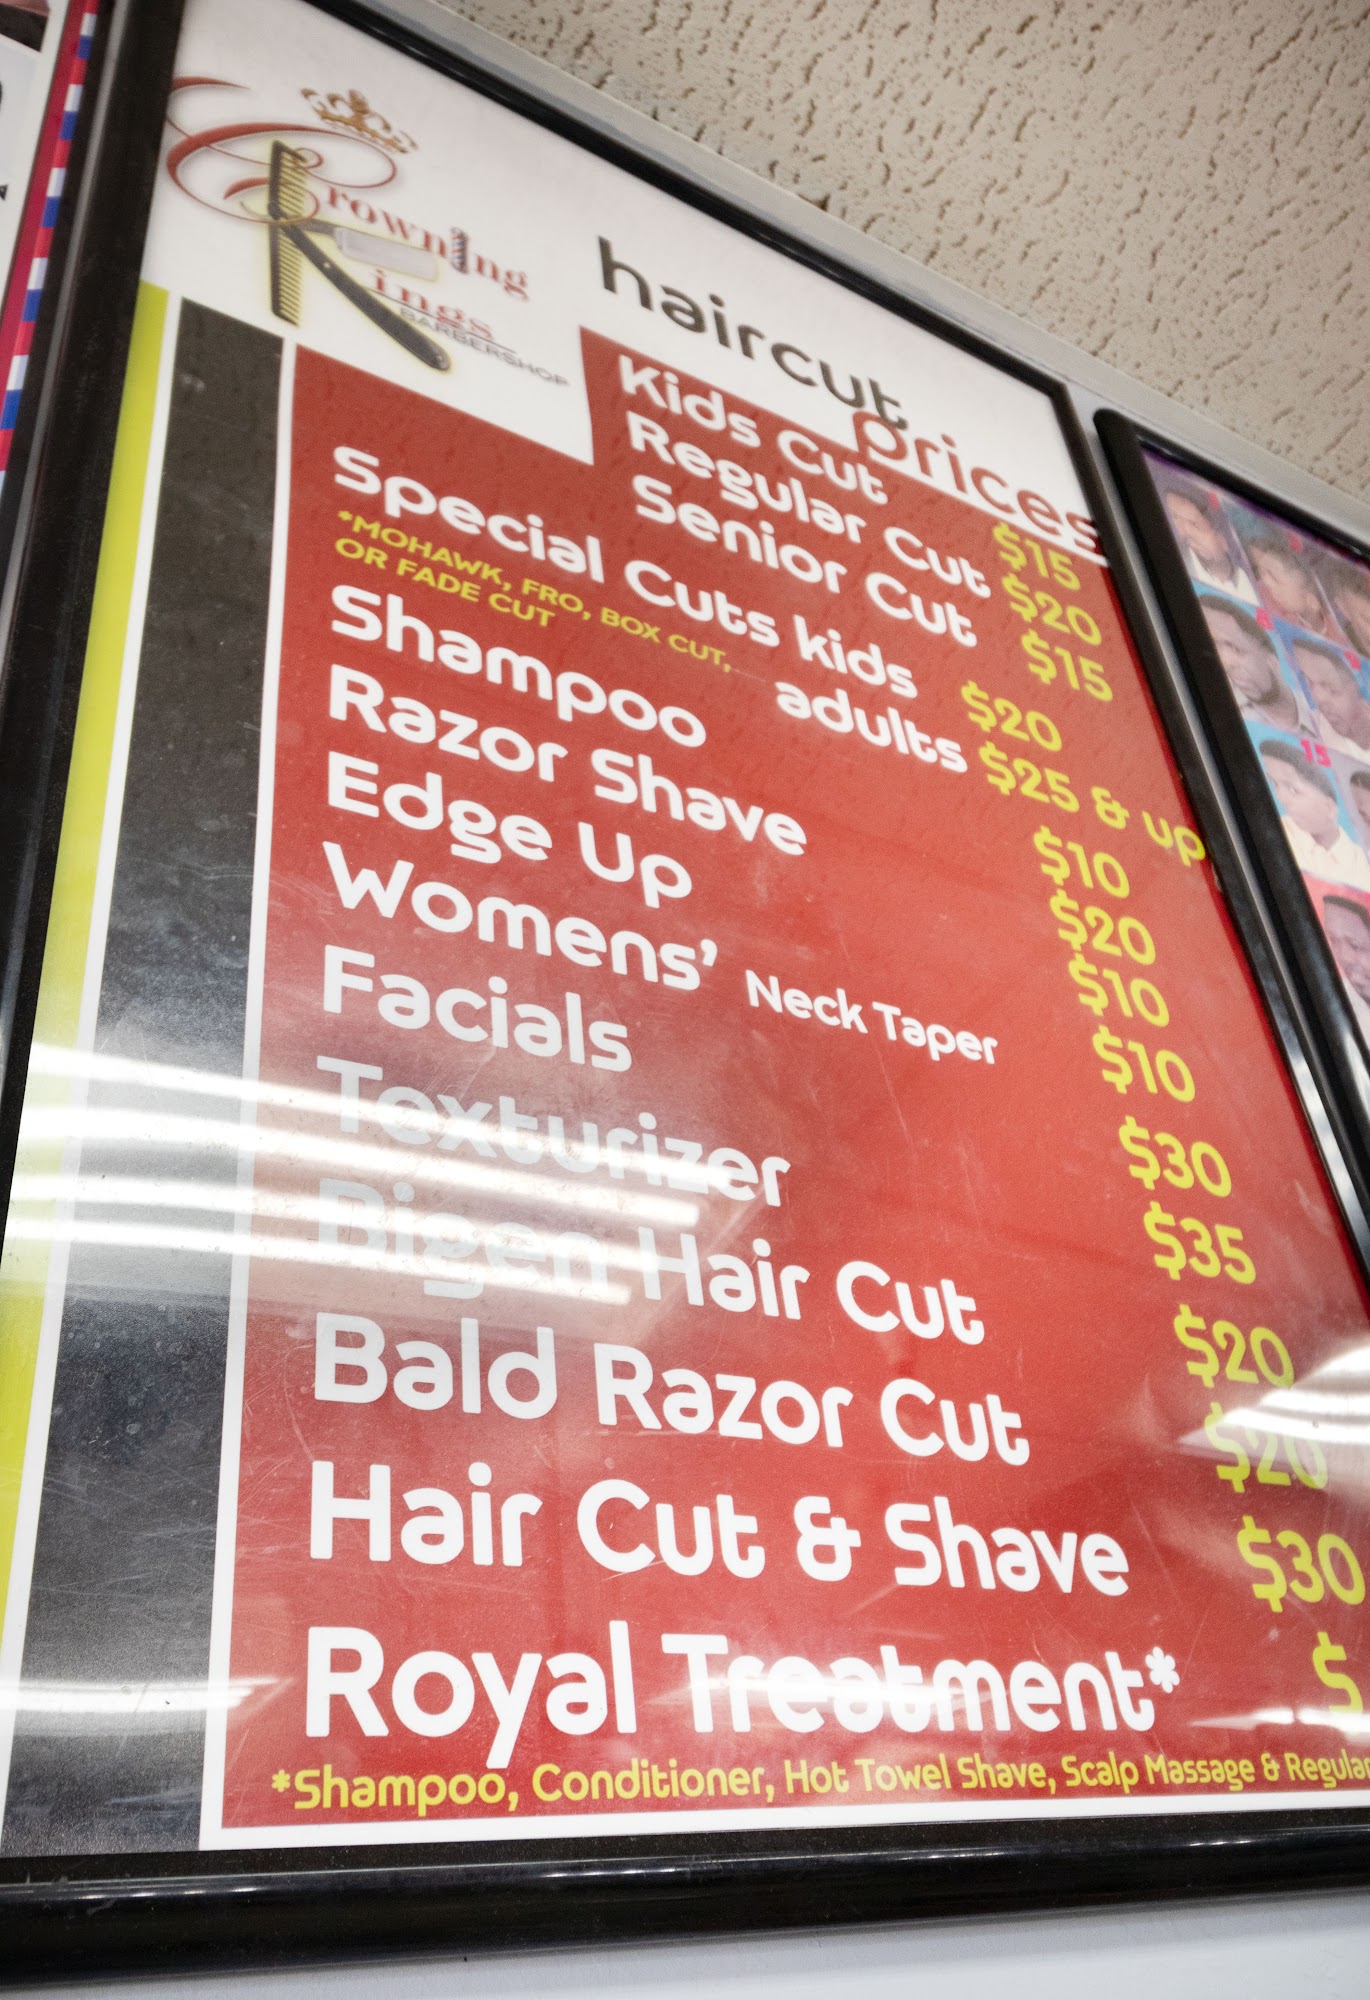 Crowning
Kings
BARBERSHOP
haircut
prices
Kids Cut $15
Regular Cut $20
Senior Cut $15
Special Cuts kids $20
*MOHAWK, FRO, BOX CUT, adults $25 & up
OR FADE CUT
Shampoo $10
Razor Shave $20
Edge Up $10
Womens' Neck Taper $10
Facials $30
Texturizer $35
Bigen Hair Cut $20
Bald Razor Cut $20
Hair Cut & Shave $30
Royal Treatment* $
*Shampoo, Conditioner, Hot Towel Shave, Scalp Massage & Regular
15